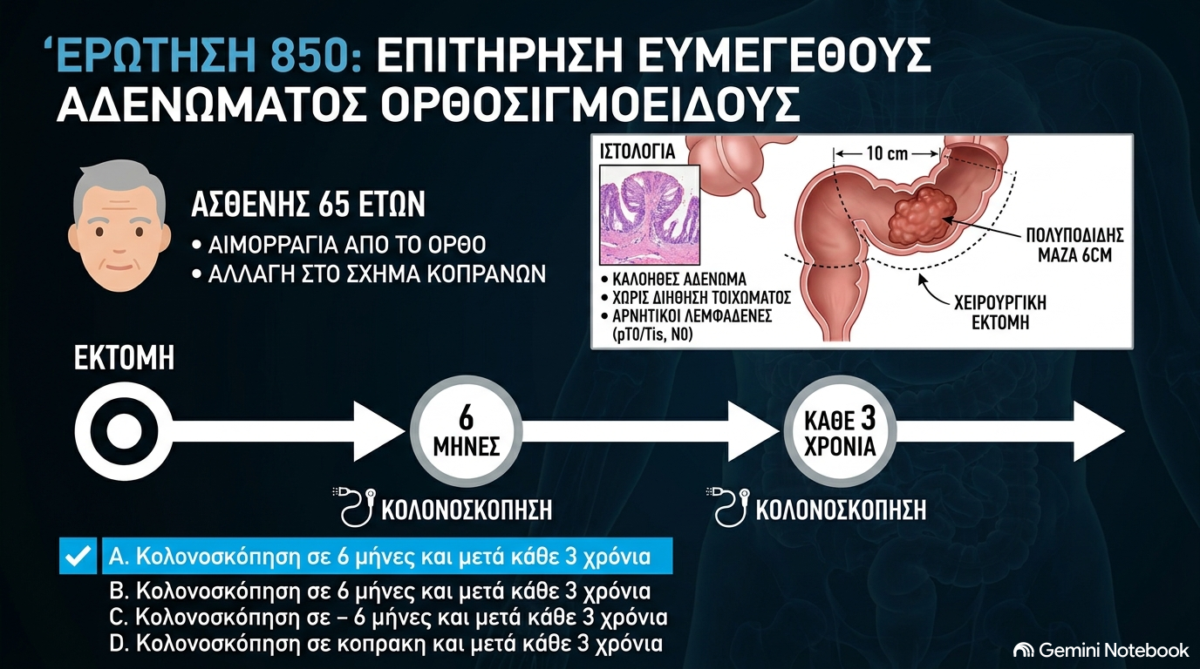 ‘ΕΡΩΤΗΣΗ 850: ΕΠΙΤΗΡΗΣΗ ΕΥΜΕΓΕΘΟΥΣ
ΑΔΕΝΩΜΑΤΟΣ ΟΡΘΟΣΙΓΜΟΕΙΔΟΥΣ
ΑΣΘΕΝΗΣ 65 ΕΤΩΝ
• ΑΙΜΟΡΡΑΓΙΑ ΑΠΟ ΤΟ ΟΡΘΟ
• ΑΛΛΑΓΗ ΣΤΟ ΣΧΗΜΑ ΚΟΠΡΑΝΩΝ
ΙΣΤΟΛΟΓΙΑ
• ΚΑΛΟΗΘΕΣ ΑΔΕΝΩΜΑ
• ΧΩΡΙΣ ΔΙΗΘΗΣΗ ΤΟΙΧΩΜΑΤΟΣ
• ΑΡΝΗΤΙΚΟΙ ΛΕΜΦΑΔΕΝΕΣ
(pT0/Tis, N0)
10 cm
ΠΟΛΥΠΟΔΙΔΗΣ
ΜΑΖΑ 6CM
ΧΕΙΡΟΥΡΓΙΚΗ
ΕΚΤΟΜΗ
ΕΚΤΟΜΗ
6
ΜΗΝΕΣ
ΚΟΛΟΝΟΣΚΟΠΗΣΗ
ΚΑΘΕ 3
ΧΡΟΝΙΑ
ΚΟΛΟΝΟΣΚΟΠΗΣΗ
A. Κολονοσκόπηση σε 6 μήνες και μετά κάθε 3 χρόνια
B. Κολονοσκόπηση σε 6 μήνες και μετά κάθε 3 χρόνια
C. Κολονοσκόπηση σε – 6 μήνες και μετά κάθε 3 χρόνια
D. Κολονοσκόπηση σε κοπρακη και μετά κάθε 3 χρόνια
Gemini Notebook